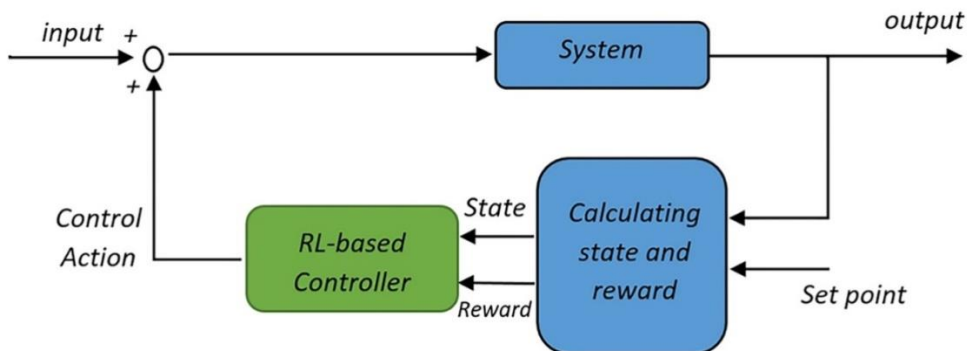 input
+
+
System
output
Control
Action
RL-based
Controller
State
Reward
Calculating
state and
reward
Set point